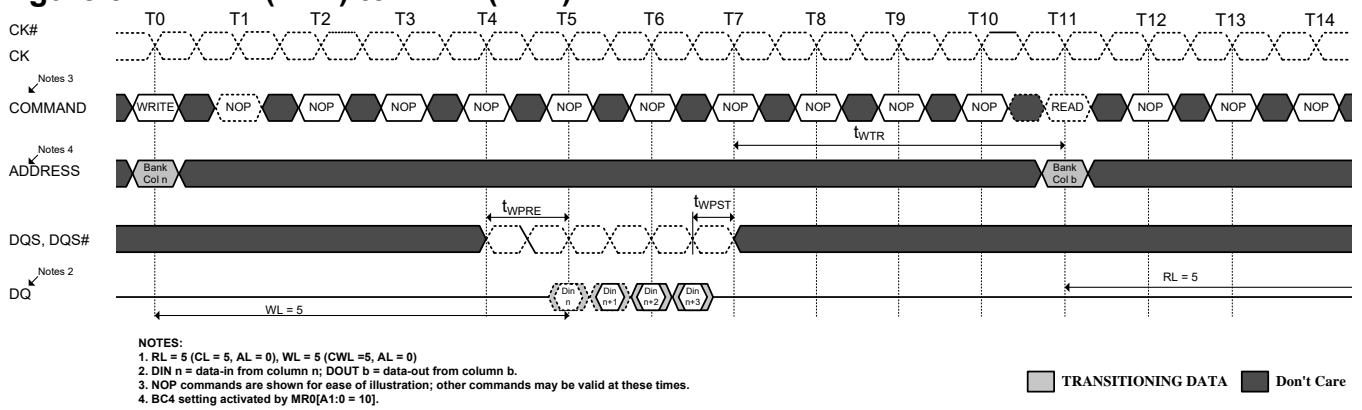 T0 T1 T2 T3 T4 T5 T6 T7 T8 T9 T10 T11 T12 T13 T14
CK#
CK
Notes 3
COMMAND WRITE NOP NOP NOP NOP NOP NOP NOP NOP NOP NOP READ NOP NOP NOP
tWTR
Notes 4
ADDRESS
Bank Bank
Col n Col b
tWPRE tWPST
DQS, DQS#
Notes 2
DQ
Din Din Din Din
n n+1 n+2 n+3
RL = 5
WL = 5
NOTES:
1. RL = 5 (CL = 5, AL = 0), WL = 5 (CWL =5, AL = 0)
2. DIN n = data-in from column n; DOUT b = data-out from column b.
3. NOP commands are shown for ease of illustration; other commands may be valid at these times.
4. BC4 setting activated by MR0[A1:0 = 10].
TRANSITIONING DATA Don't Care